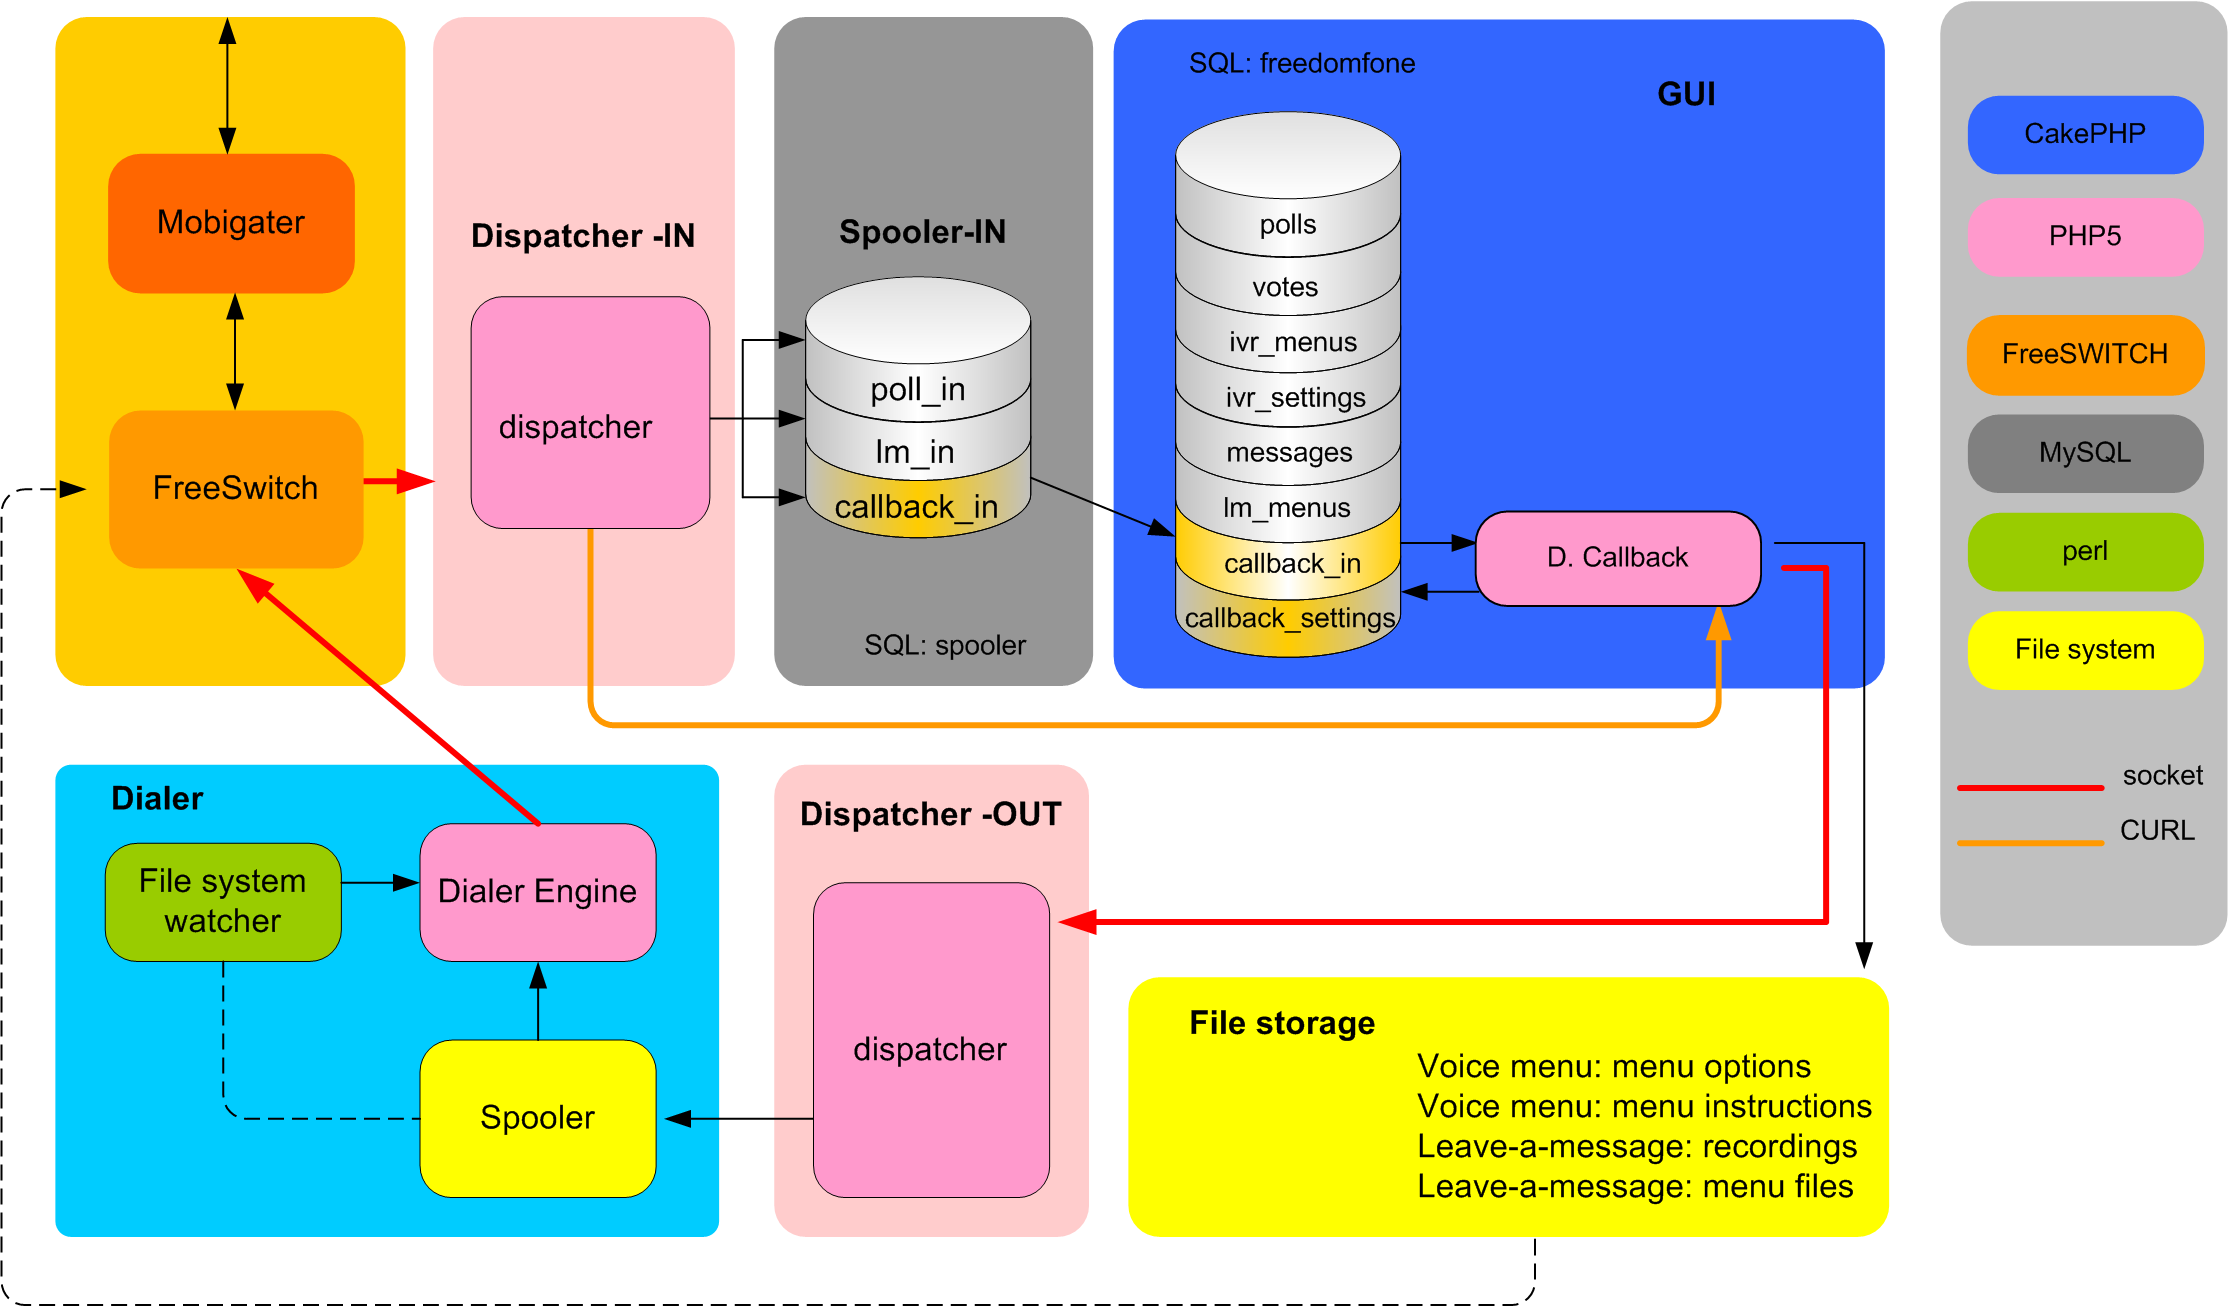 SQL: freedomfone
GUI
Mobigater
FreeSwitch
Dispatcher -IN
dispatcher
Spooler-IN
poll_in
lm_in
callback_in
SQL: spooler
polls
votes
ivr_menus
ivr_settings
messages
lm_menus
callback_in
callback_settings
D. Callback
CakePHP
PHP5
FreeSWITCH
MySQL
perl
File system
socket
CURL
Dialer
File system
watcher
Dialer Engine
Spooler
Dispatcher -OUT
dispatcher
File storage
Voice menu: menu options
Voice menu: menu instructions
Leave-a-message: recordings
Leave-a-message: menu files